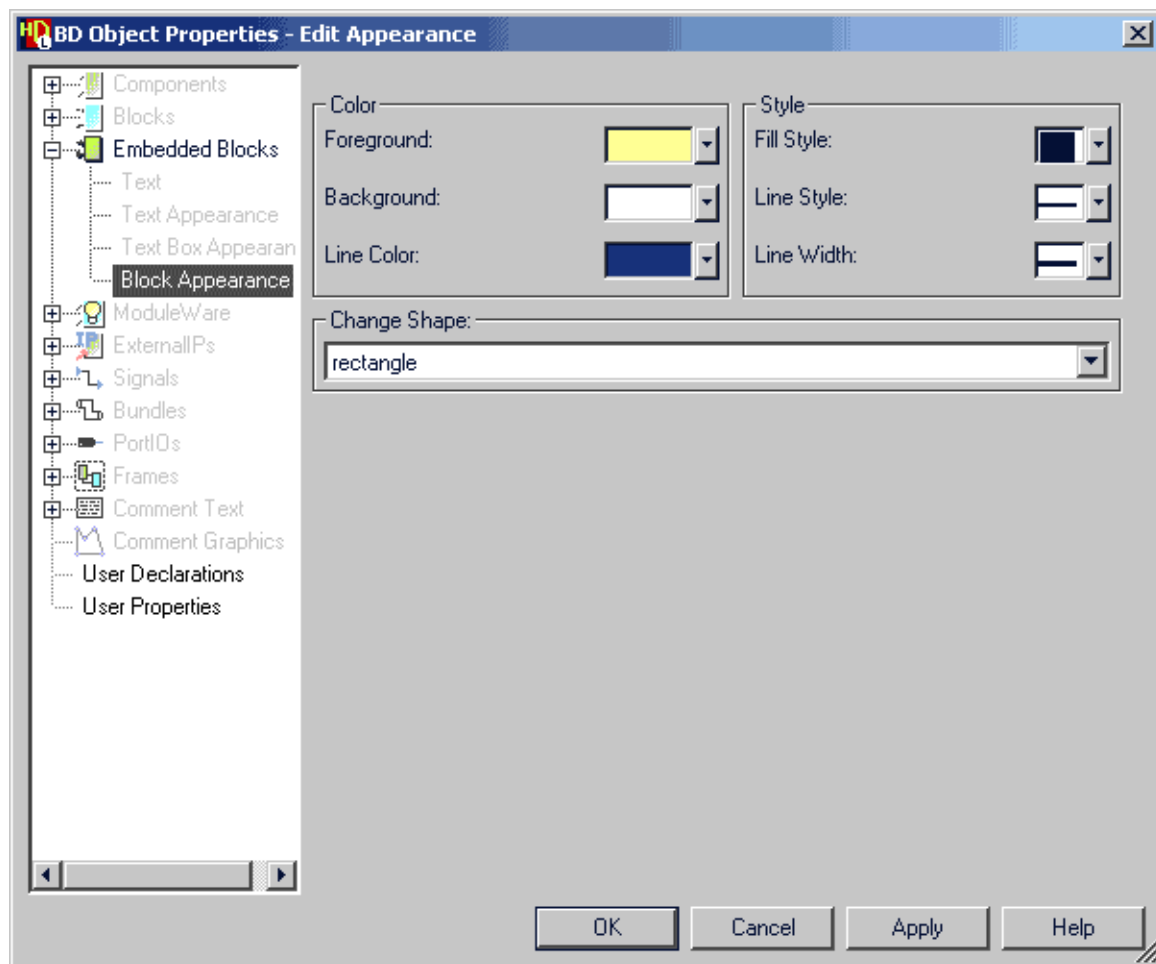 BD Object Properties - Edit Appearance
Components
Blocks
Embedded Blocks
Text
Text Appearance
Text Box Appearan
Block Appearance
ModuleWare
ExternalIPs
Signals
Bundles
PortIOs
Frames
Comment Text
Comment Graphics
User Declarations
User Properties
Color
Foreground:
Background:
Line Color:
Style
Fill Style:
Line Style:
Line Width:
Change Shape:
rectangle
OK Cancel Apply Help